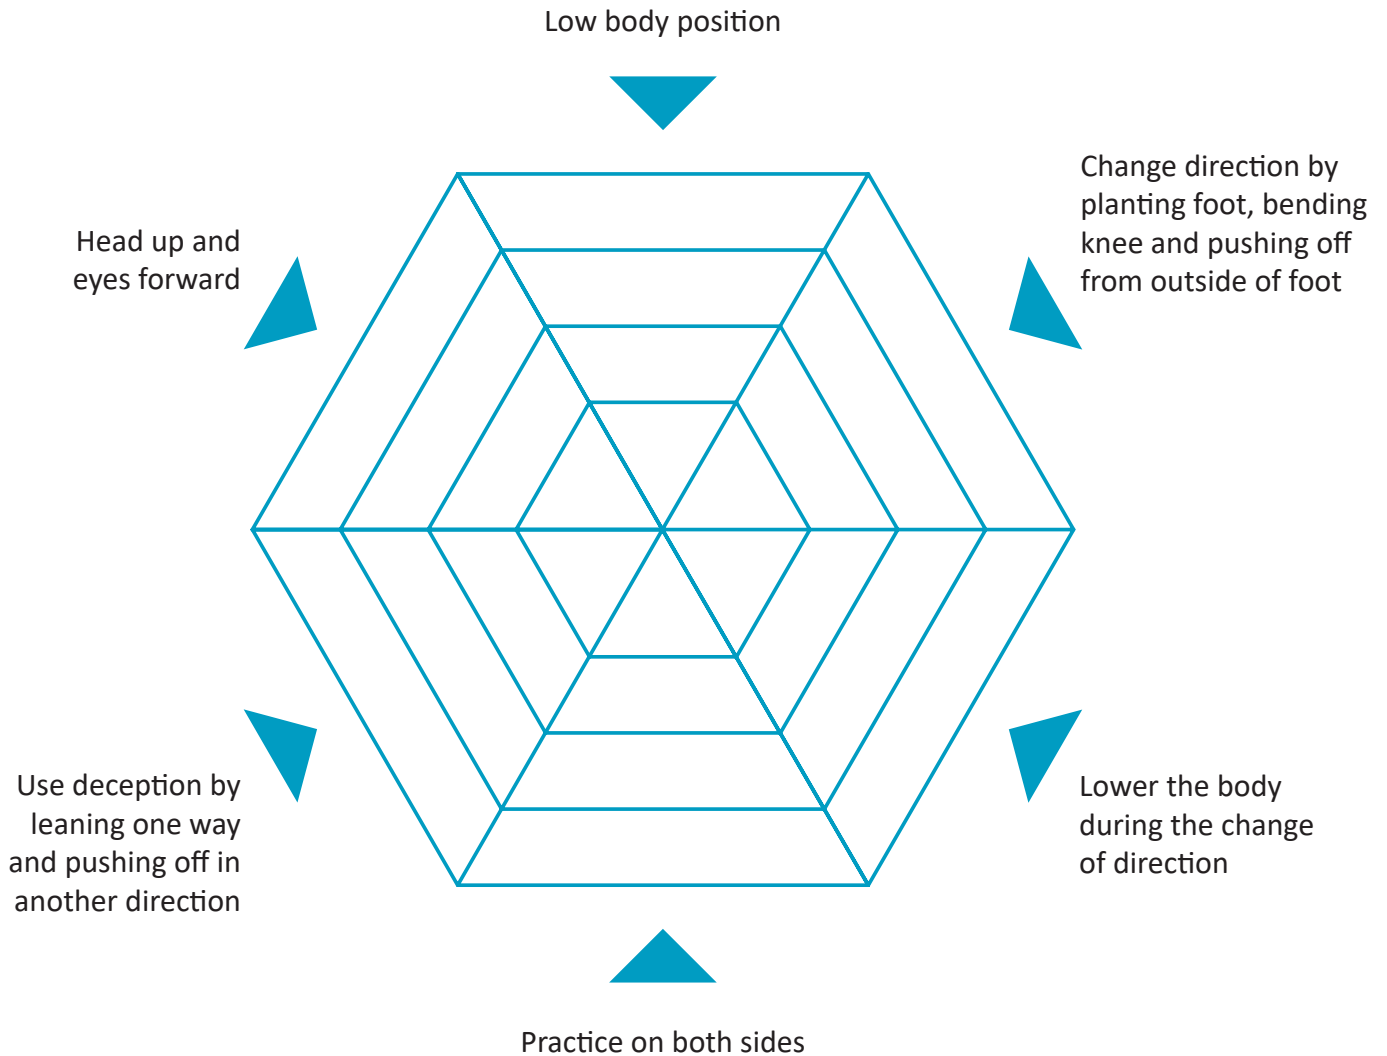 Low body position
Change direction by
planting foot, bending
knee and pushing off
from outside of foot
Head up and
eyes forward
Use deception by
leaning one way
and pushing off in
another direction
Lower the body
during the change
of direction
Practice on both sides